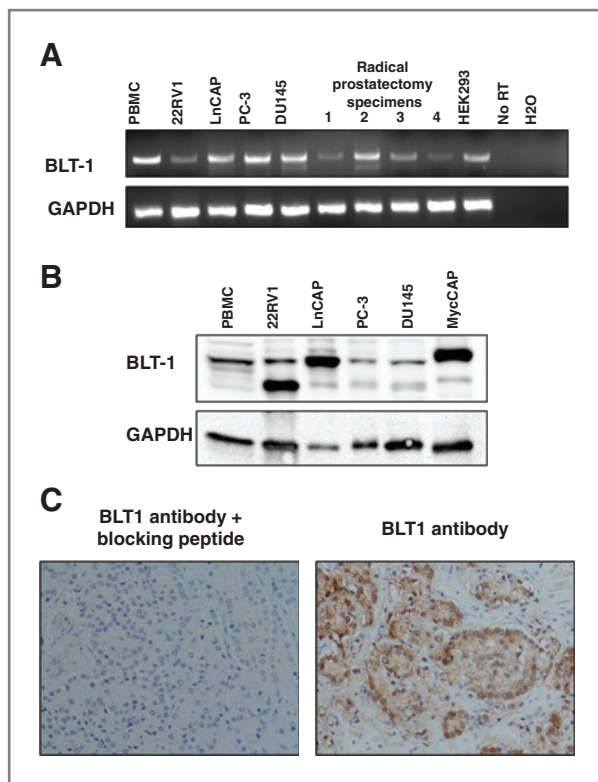 A
PBMC
22RV1
LnCAP
PC-3
DU145
Radical
prostatectomy
specimens
1 2 3 4
HEK293
No RT
H2O
BLT-1
GAPDH
B
PBMC
22RV1
LnCAP
PC-3
DU145
MycCAP
BLT-1
GAPDH
C
BLT1 antibody +
blocking peptide
BLT1 antibody